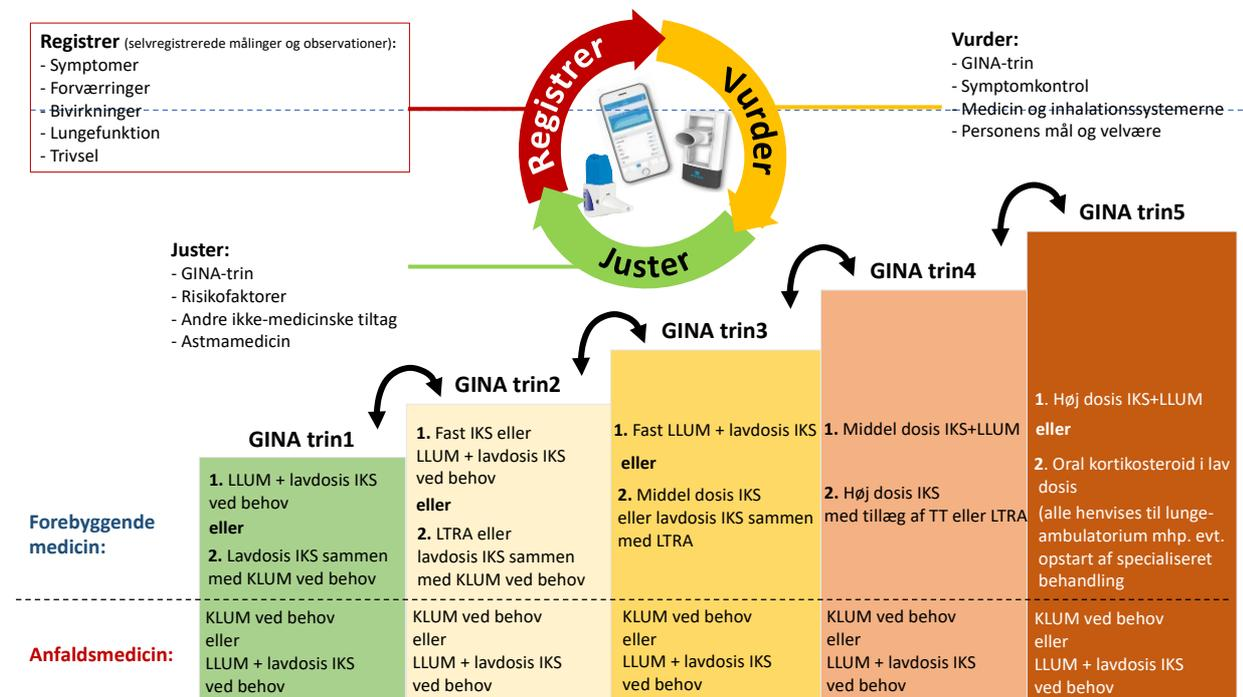 Registrer (selvregistrerede målinger og observationer):
- Symptomer
- Forværringer
- Bivirkninger
- Lungefunktion
- Trivsel
Registrer
Vurder
Juster
Vurder:
- GINA-trin
- Symptomkontrol
- Medicin og inhalationssystemerne
- Personens mål og velvære
Juster:
- GINA-trin
- Risikofaktorer
- Andre ikke-medicinske tiltag
- Astmamedicin
Forebyggende
medicin:
GINA trin1
1. LLUM + lavdosis IKS
ved behov
eller
2. Lavdosis IKS sammen
med KLUM ved behov
GINA trin2
1. Fast IKS eller
LLUM + lavdosis IKS
ved behov
eller
2. LTRA eller
lavdosis IKS sammen
med KLUM ved behov
GINA trin3
1. Fast LLUM + lavdosis IKS
eller
2. Middel dosis IKS
eller lavdosis IKS sammen
med LTRA
GINA trin4
1. Middel dosis IKS+LLUM
2. Høj dosis IKS
med tillæg af TT eller LTRA
GINA trin5
1. Høj dosis IKS+LLUM
eller
2. Oral kortikosteroid i lav
dosis
(alle henvises til lunge-
ambulatorium mhp. evt.
opstart af specialiseret
behandling
Anfaldsmedicin:
KLUM ved behov
eller
LLUM + lavdosis IKS
ved behov
KLUM ved behov
eller
LLUM + lavdosis IKS
ved behov
KLUM ved behov
eller
LLUM + lavdosis IKS
ved behov
KLUM ved behov
eller
LLUM + lavdosis IKS
ved behov
KLUM ved behov
eller
LLUM + lavdosis IKS
ved behov